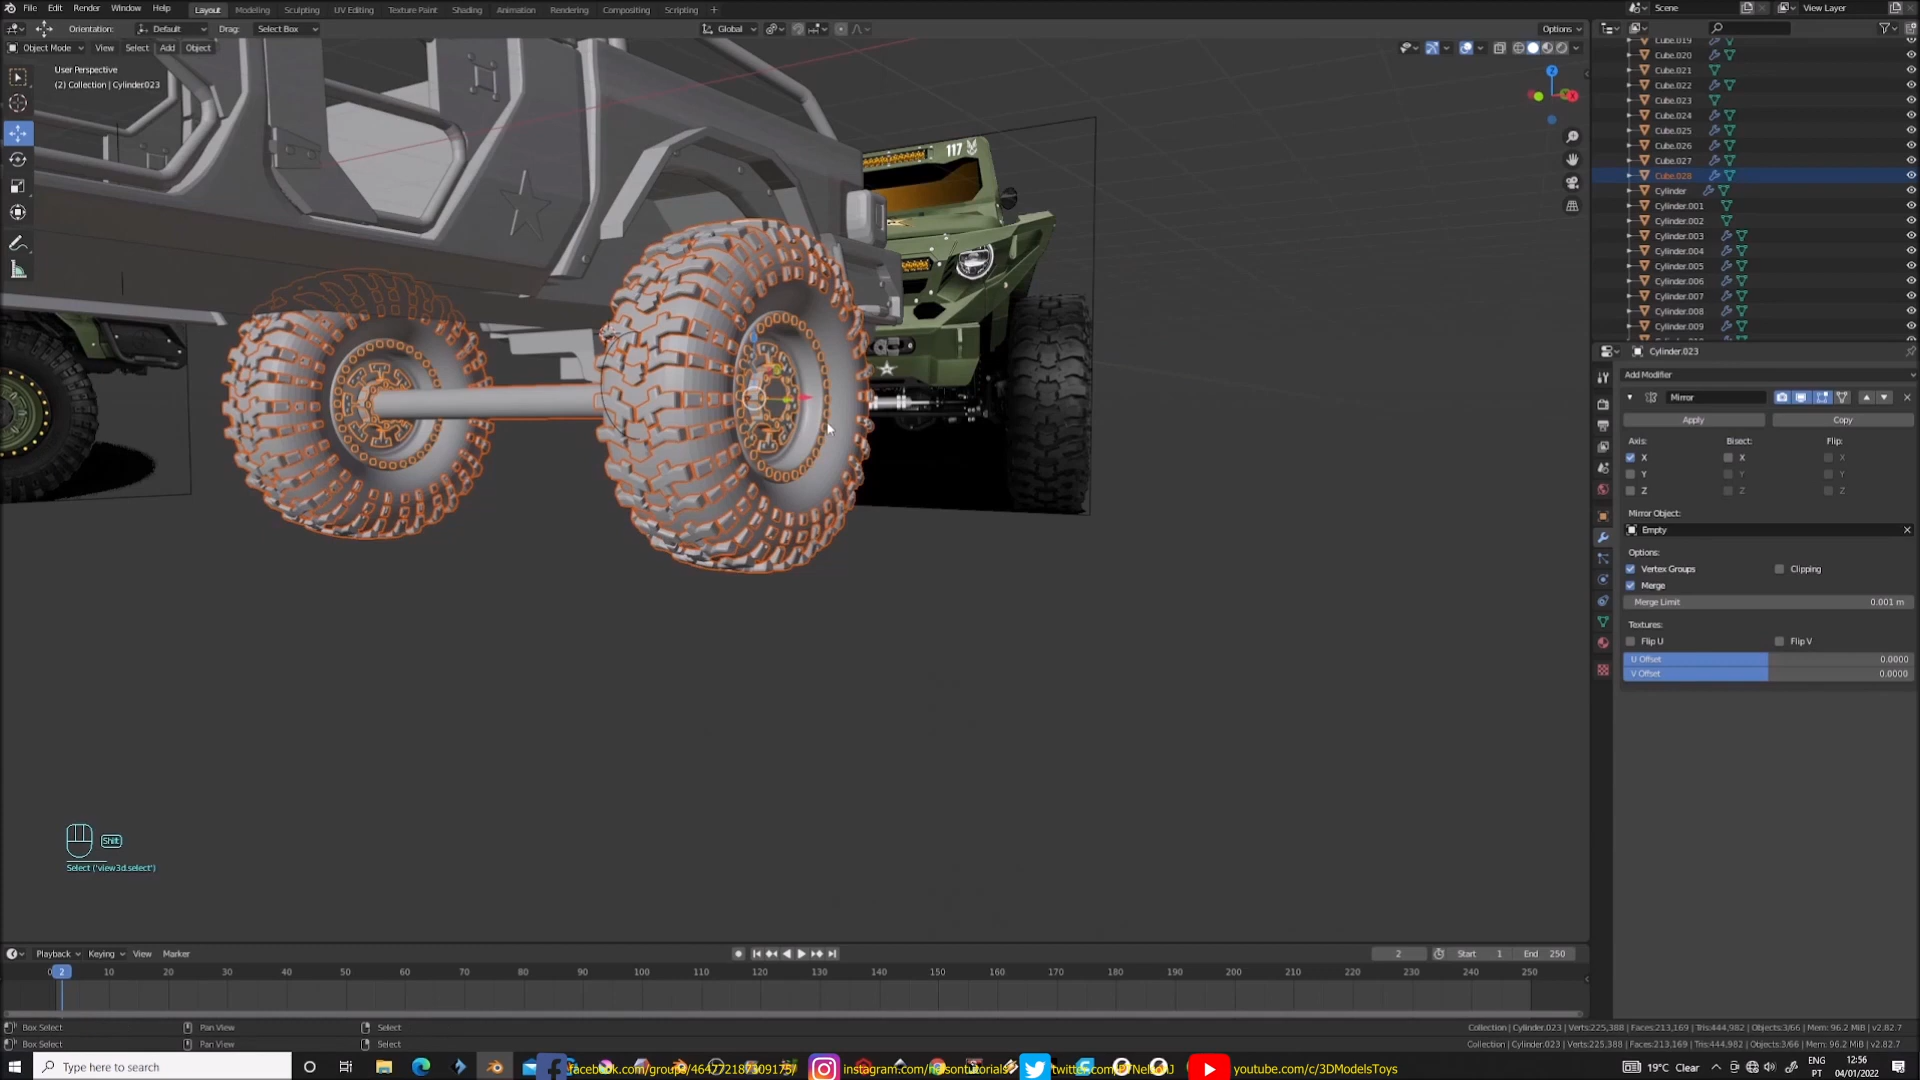 File Edit Render Window Help
Layout Modeling Sculpting UV Editing Texture Paint Shading Animation Rendering Compositing Scripting +
Scene
View Layer
Orientation: Default Drag: Select Box
Global
Options
Object Mode View Select Add Object
User Perspective
(2) Collection | Cylinder.023
117
Z
Cube.019
Cube.020
Cube.021
Cube.022
Cube.023
Cube.024
Cube.025
Cube.026
Cube.027
Cube.028
Cylinder
Cylinder.001
Cylinder.002
Cylinder.003
Cylinder.004
Cylinder.005
Cylinder.006
Cylinder.007
Cylinder.008
Cylinder.009
Cylinder.023
Add Modifier
Mirror
Apply Copy
Axis: Bisect: Flip:
X X X
Y Y Y
Z Z Z
Mirror Object:
Empty
Options:
Vertex Groups Clipping
Merge
Merge Limit 0.001 m
Textures:
Flip U Flip V
U Offset 0.0000
V Offset 0.0000
Shift
Select ('view3d.select')
Playback Keying View Marker
2 Start 1 End 250
0 2 10 20 30 40 50 60 70 80 90 100 110 120 130 140 150 160 170 180 190 200 210 220 230 240 250
Box Select Pan View Select
Collection | Cylinder.023 | Verts:225,388 | Faces:213,169 | Tris:444,982 | Objects:3/66 | Mem: 96.2 MiB | v2.82.7
Box Select Pan View Select
Collection | Cylinder.023 | Verts:225,388 | Faces:213,169 | Tris:444,982 | Objects:3/66 | Mem: 96.2 MiB | v2.82.7
Type here to search
facebook.com/groups/464772187309175/
youtube.com/c/3DModelsToys
19°C Clear
ENG
PT
12:56
04/01/2022